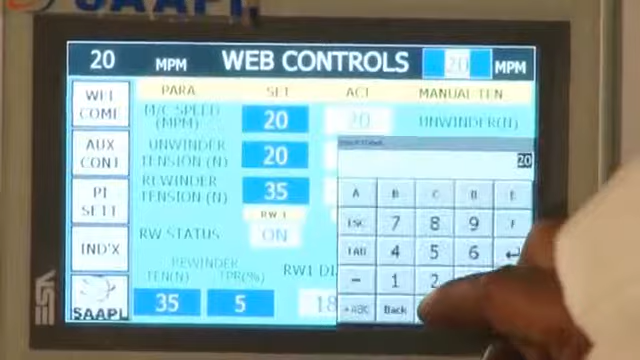 SAAPL
20 MPM WEB CONTROLS 20 MPM
PARA SET ACT MANUAL TEN
WEL COME
M/C SPEED (MPM) 20 20 UNWINDER(N)
AUX CONT
UNWINDER TENSION (N) 20
20
PI SETT
REWINDER TENSION (N) 35
RW 1
IND'X
RW STATUS ON
REWINDER
TEN(N) TPR(%) RW1
SAAPL
35 5 18
A B C D E
ESC 7 8 9 F
TAB 4 5 6
- 1 2
Back